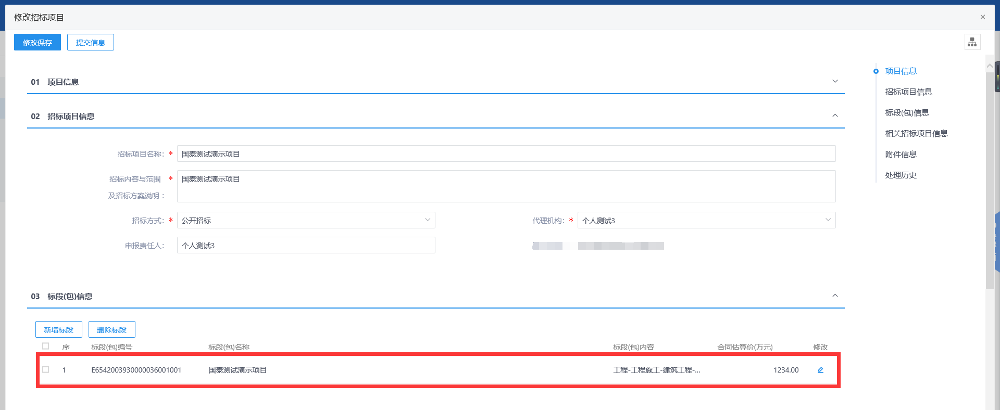 修改招标项目
×
修改保存
提交信息
01 项目信息
02 招标项目信息
招标项目名称: * 国泰测试演示项目
招标内容与范围 * 国泰测试演示项目
及招标方案说明：
招标方式: * 公开招标
代理机构: * 个人测试3
申报责任人: 个人测试3
03 标段(包)信息
新增标段
删除标段
序 标段(包)编号 标段(包)名称 标段(包)内容 合同估算价(万元) 修改
1 E6542003930000036001001 国泰测试演示项目 工程-工程施工-建筑工程-... 1234.00
项目信息
招标项目信息
标段(包)信息
相关招标项目信息
附件信息
处理历史